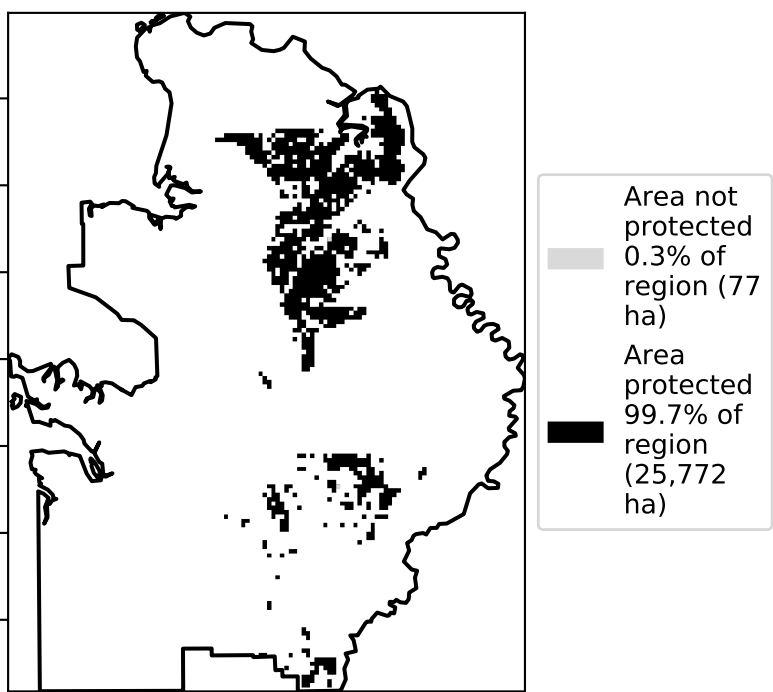 Area not
protected
0.3% of
region (77
ha)
Area
protected
99.7% of
region
(25,772
ha)